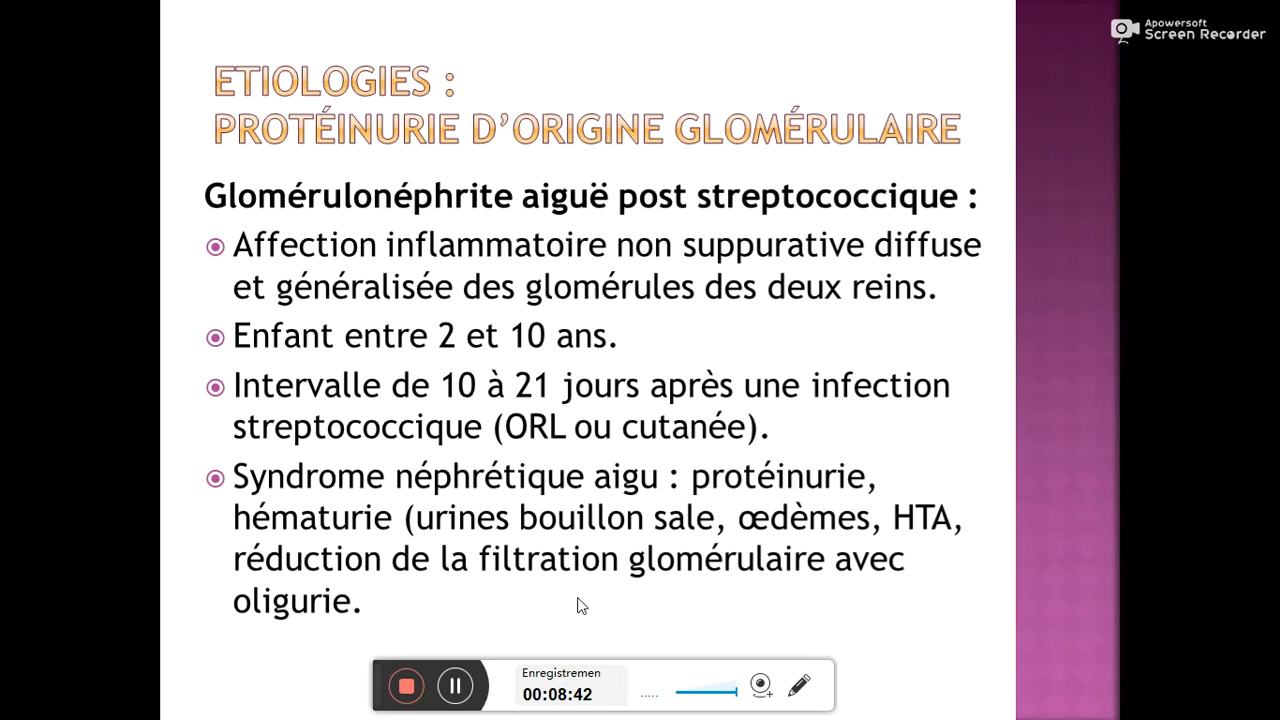 Apowersoft
Screen Recorder
ETIOLOGIES :
PROTÉINURIE D’ORIGINE GLOMÉRULAIRE
Glomérulonéphrite aiguë post streptococcique :
Affection inflammatoire non suppurative diffuse
et généralisée des glomérules des deux reins.
Enfant entre 2 et 10 ans.
Intervalle de 10 à 21 jours après une infection
streptococcique (ORL ou cutanée).
Syndrome néphrétique aigu : protéinurie,
hématurie (urines bouillon sale, œdèmes, HTA,
réduction de la filtration glomérulaire avec
oligurie.
Enregistremen
00:08:42